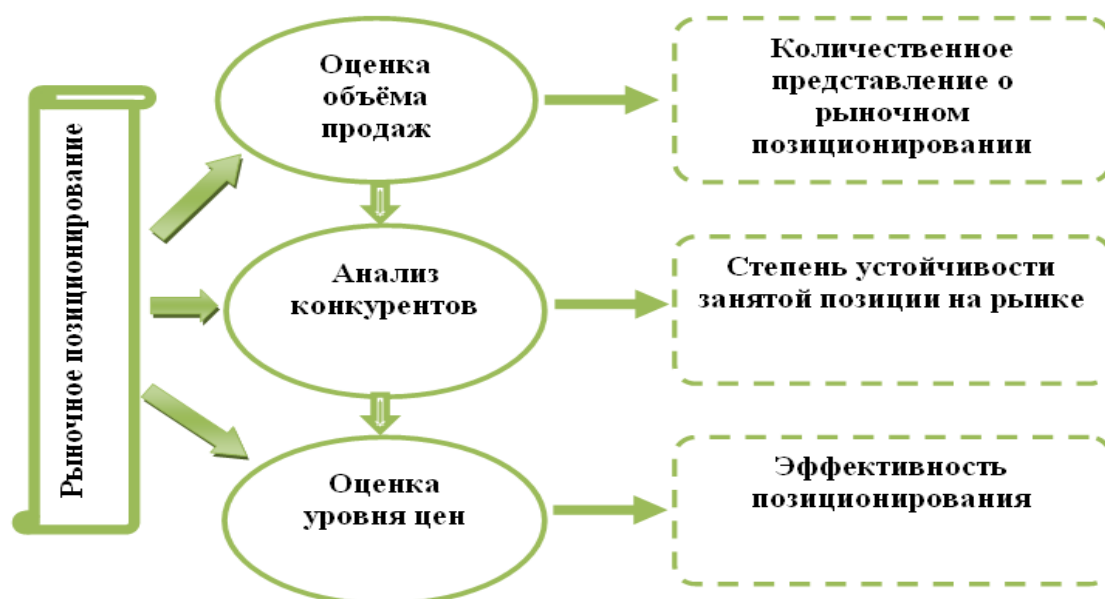 Рыночное позиционирование
Оценка
объёма
продаж
Количественное
представление о
рыночном
позиционировании
Анализ
конкурентов
Степень устойчивости
занятой позиции на рынке
Оценка
уровня цен
Эффективность
позиционирования